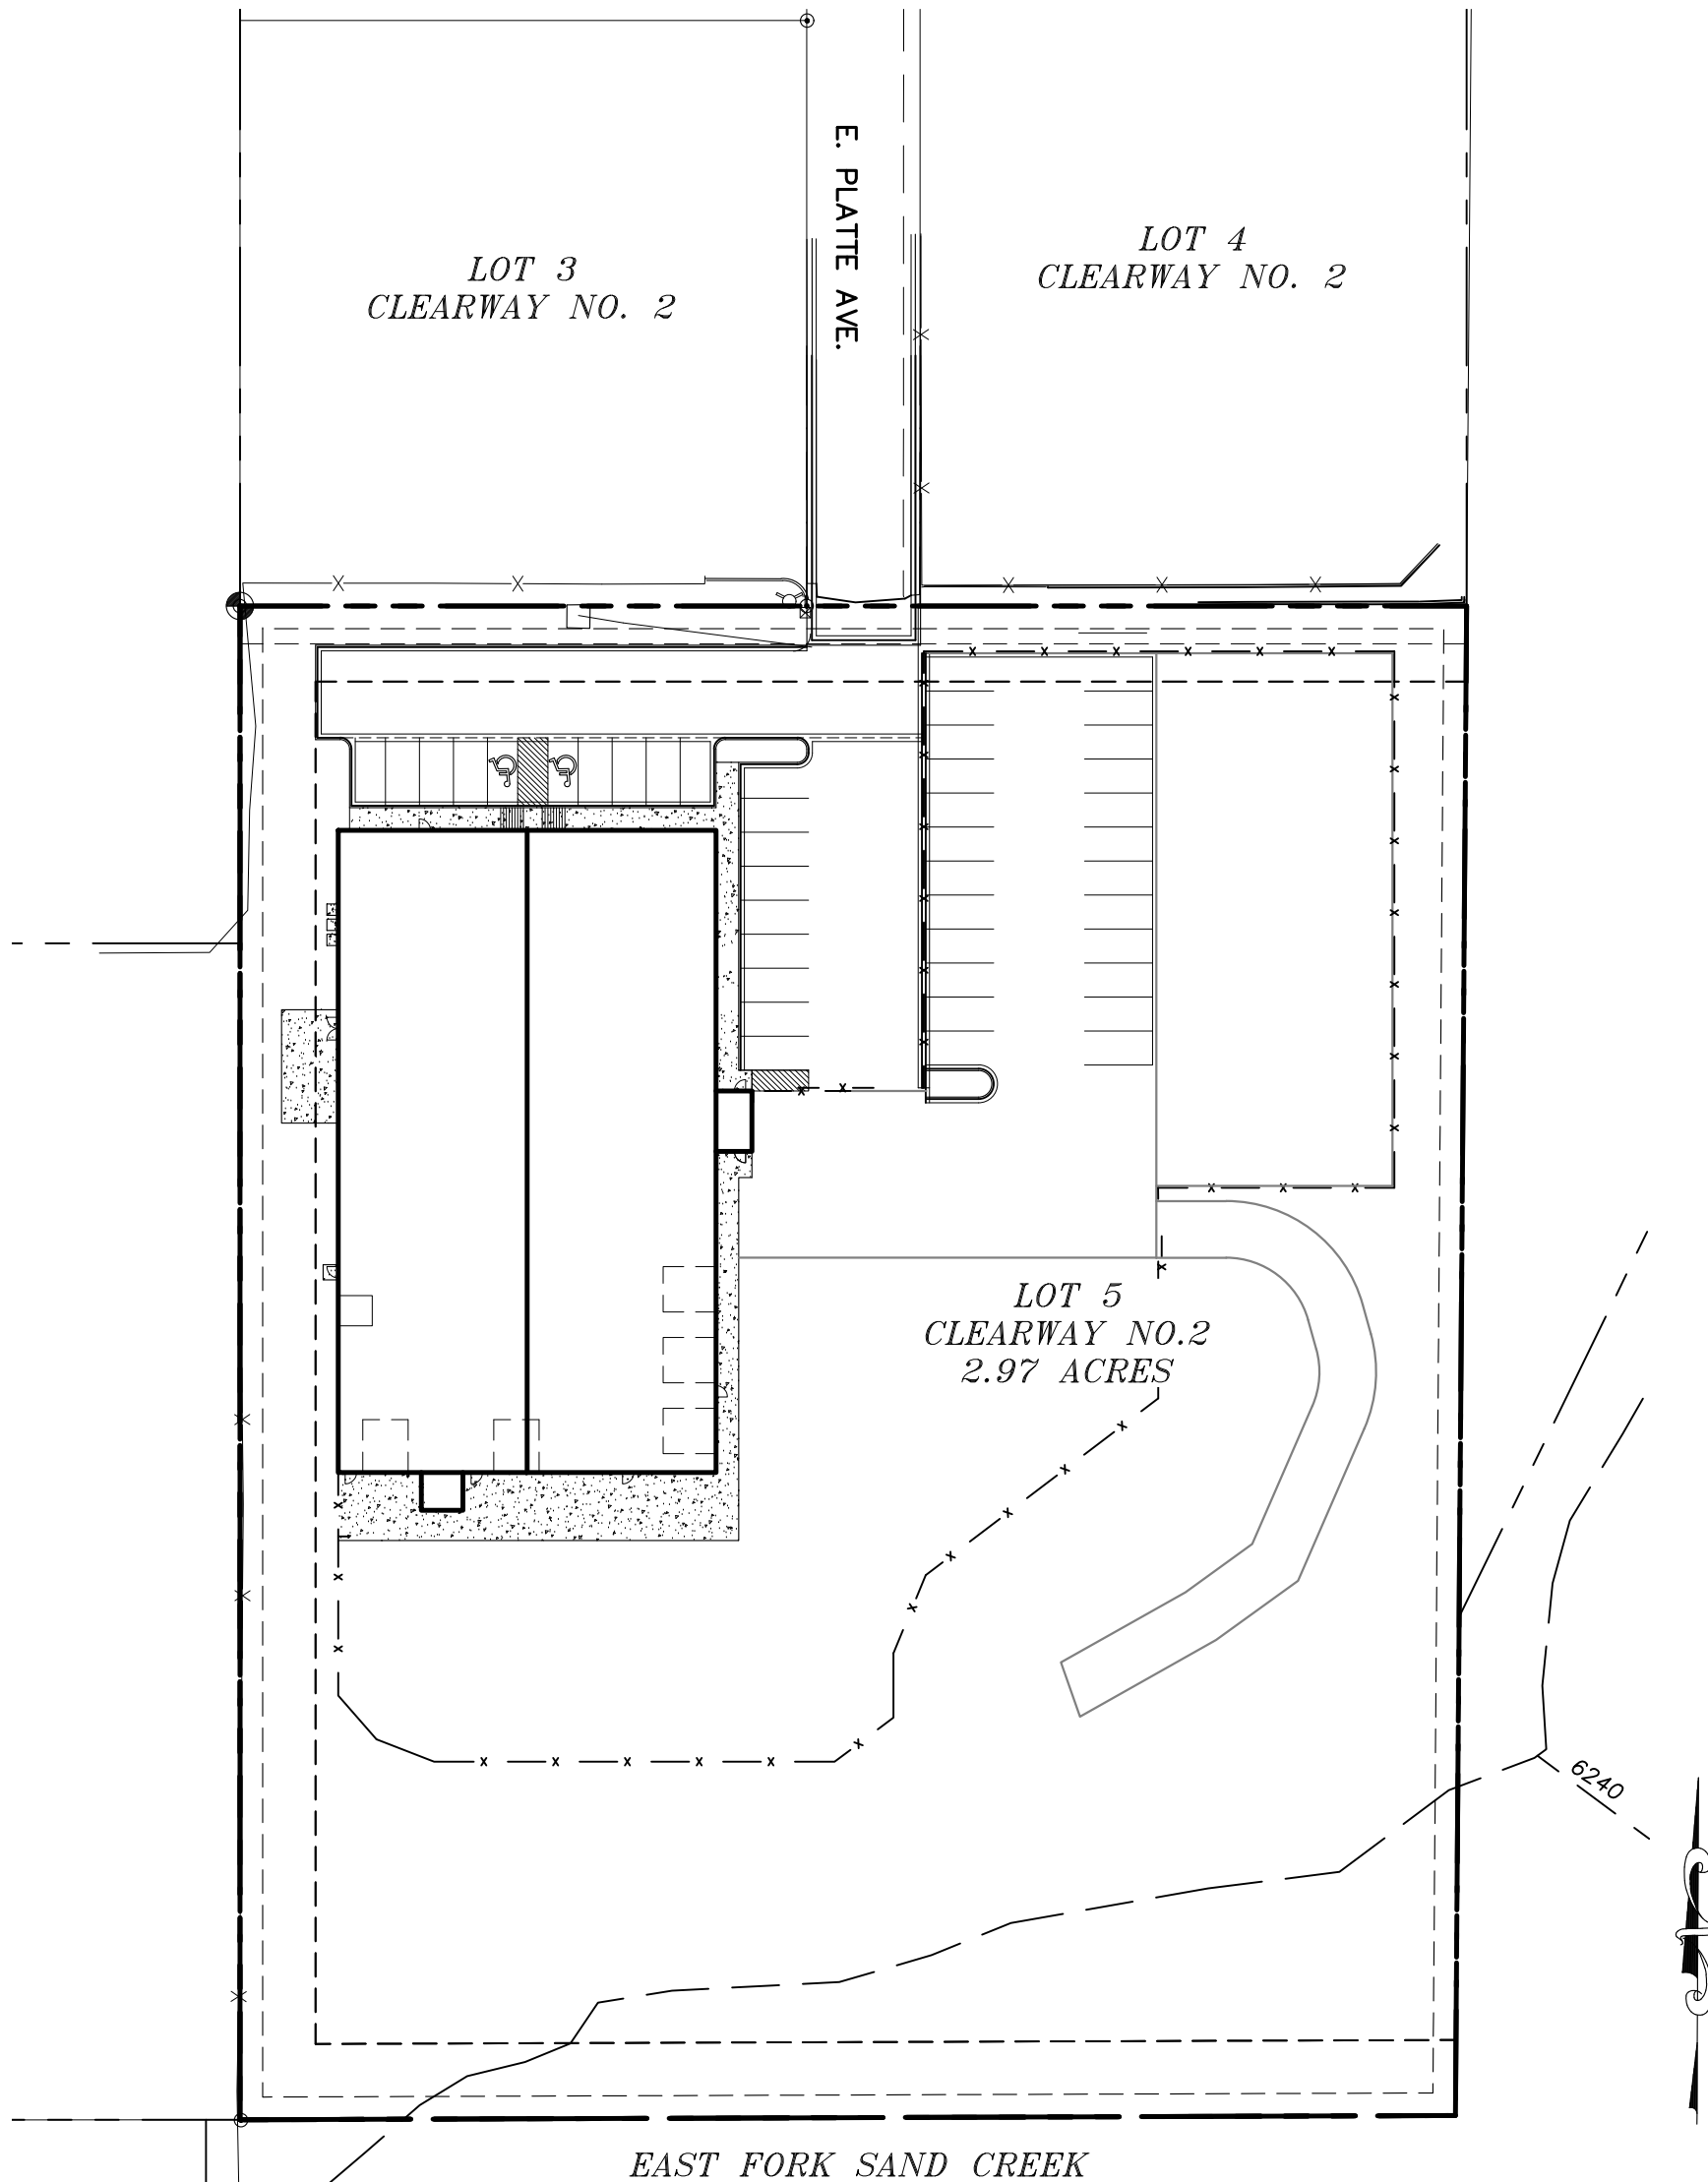 E. PLATTE AVE.
LOT 3
CLEARWAY NO. 2
LOT 4
CLEARWAY NO. 2
LOT 5
CLEARWAY NO.2
2.97 ACRES
6240
EAST FORK SAND CREEK